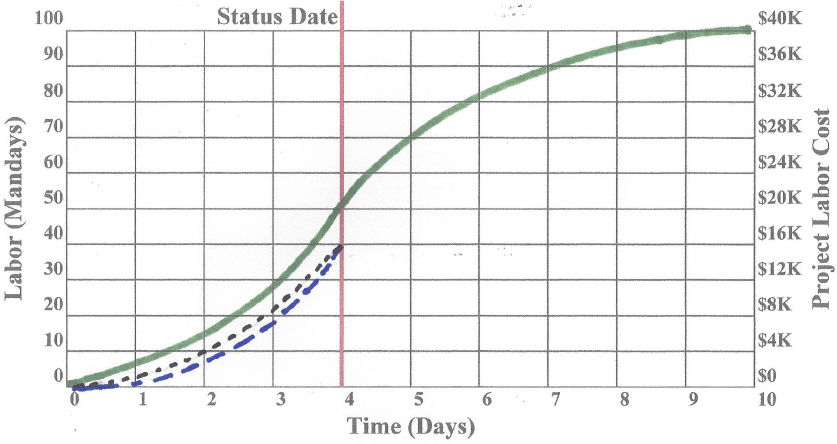 Status Date
100
90
80
70
60
50
40
30
20
10
0
Labor (Mandays)
$40K
$36K
$32K
$28K
$24K
$20K
$16K
$12K
$8K
$4K
$0
Project Labor Cost
0 1 2 3 4 5 6 7 8 9 10
Time (Days)